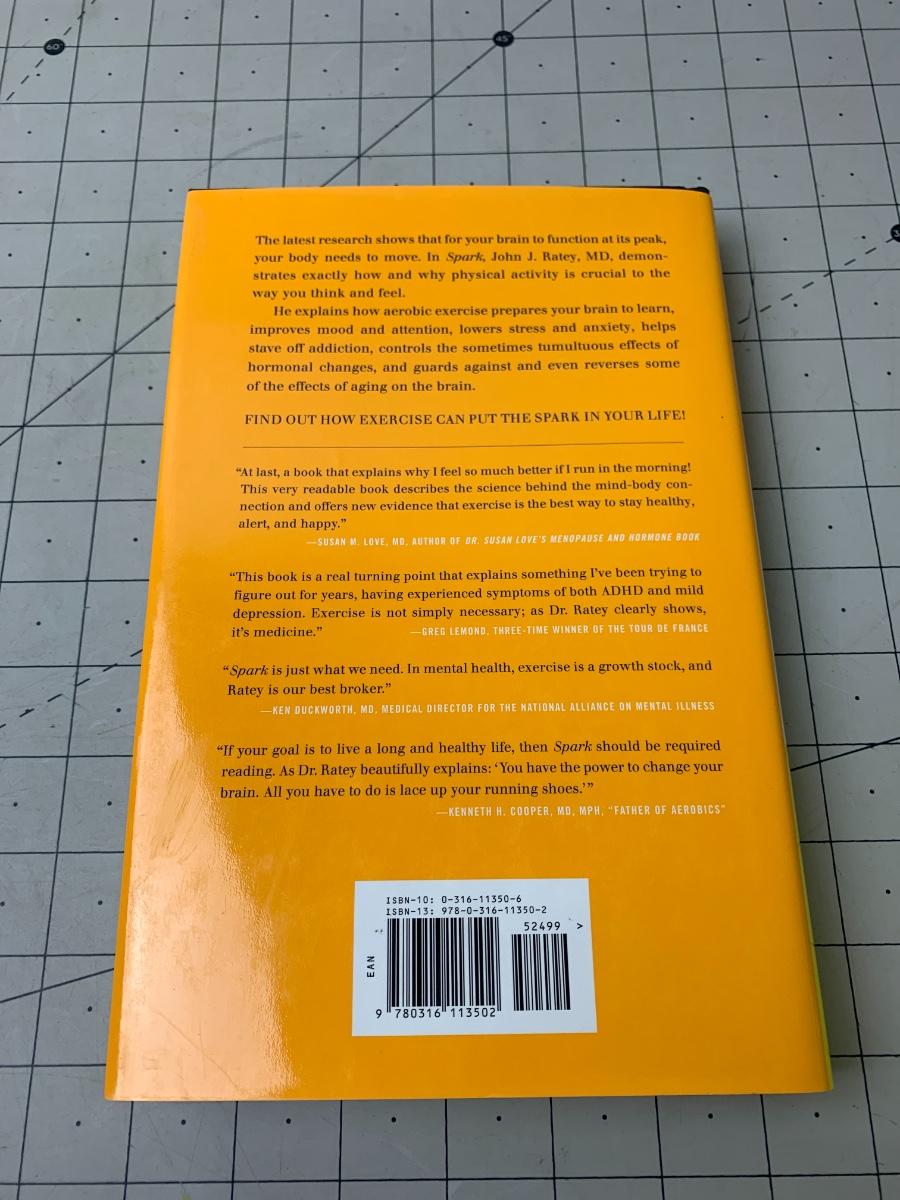 60°
45°
The latest research shows that for your brain to function at its peak,
your body needs to move. In Spark, John J. Ratey, MD, demon-
strates exactly how and why physical activity is crucial to the
way you think and feel.
He explains how aerobic exercise prepares your brain to learn,
improves mood and attention, lowers stress and anxiety, helps
stave off addiction, controls the sometimes tumultuous effects of
hormonal changes, and guards against and even reverses some
of the effects of aging on the brain.
FIND OUT HOW EXERCISE CAN PUT THE SPARK IN YOUR LIFE!
“At last, a book that explains why I feel so much better if I run in the morning!
This very readable book describes the science behind the mind-body con-
nection and offers new evidence that exercise is the best way to stay healthy,
alert, and happy.”
—SUSAN M. LOVE, MD, AUTHOR OF DR. SUSAN LOVE'S MENOPAUSE AND HORMONE BOOK
“This book is a real turning point that explains something I’ve been trying to
figure out for years, having experienced symptoms of both ADHD and mild
depression. Exercise is not simply necessary; as Dr. Ratey clearly shows,
it’s medicine.” —GREG LEMOND, THREE-TIME WINNER OF THE TOUR DE FRANCE
“Spark is just what we need. In mental health, exercise is a growth stock, and
Ratey is our best broker.”
—KEN DUCKWORTH, MD, MEDICAL DIRECTOR FOR THE NATIONAL ALLIANCE ON MENTAL ILLNESS
“If your goal is to live a long and healthy life, then Spark should be required
reading. As Dr. Ratey beautifully explains: ‘You have the power to change your
brain. All you have to do is lace up your running shoes.’”
—KENNETH H. COOPER, MD, MPH, “FATHER OF AEROBICS”
ISBN-10: 0-316-11350-6
ISBN-13: 978-0-316-11350-2
52499 >
EAN
9 780316 113502